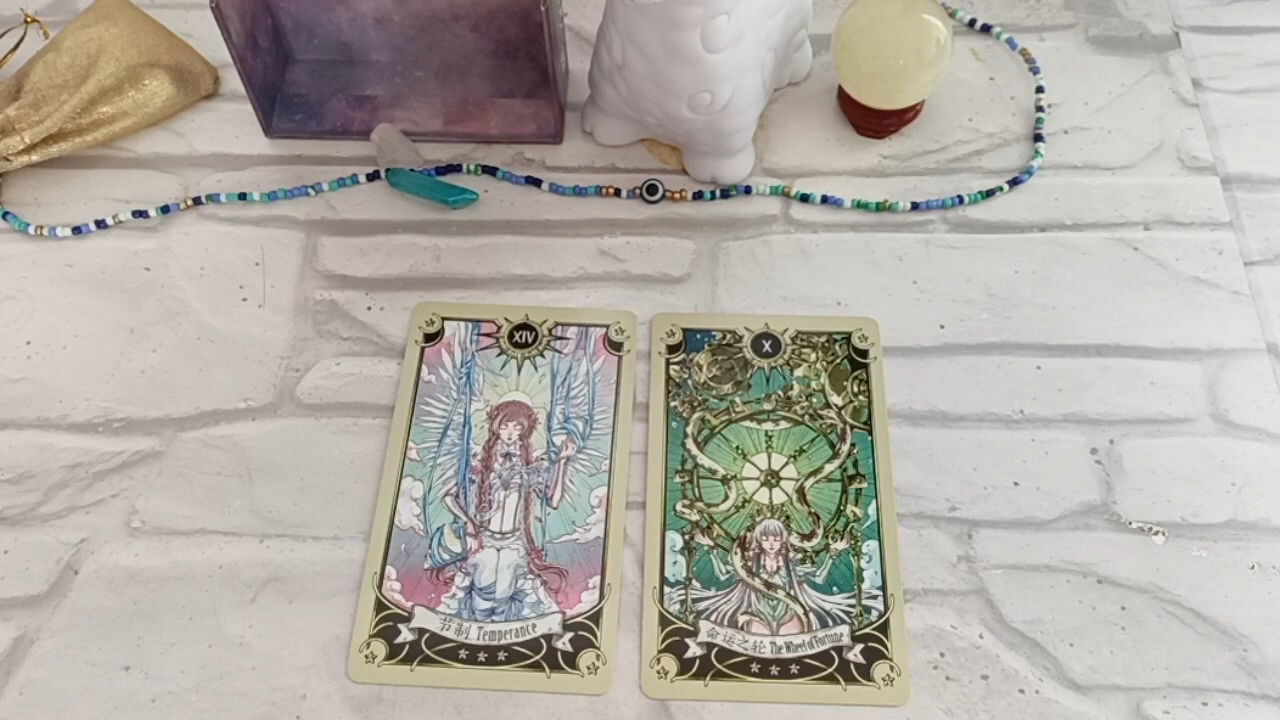 XIV
节制 Temperance
X
命运之轮 The Wheel of Fortune